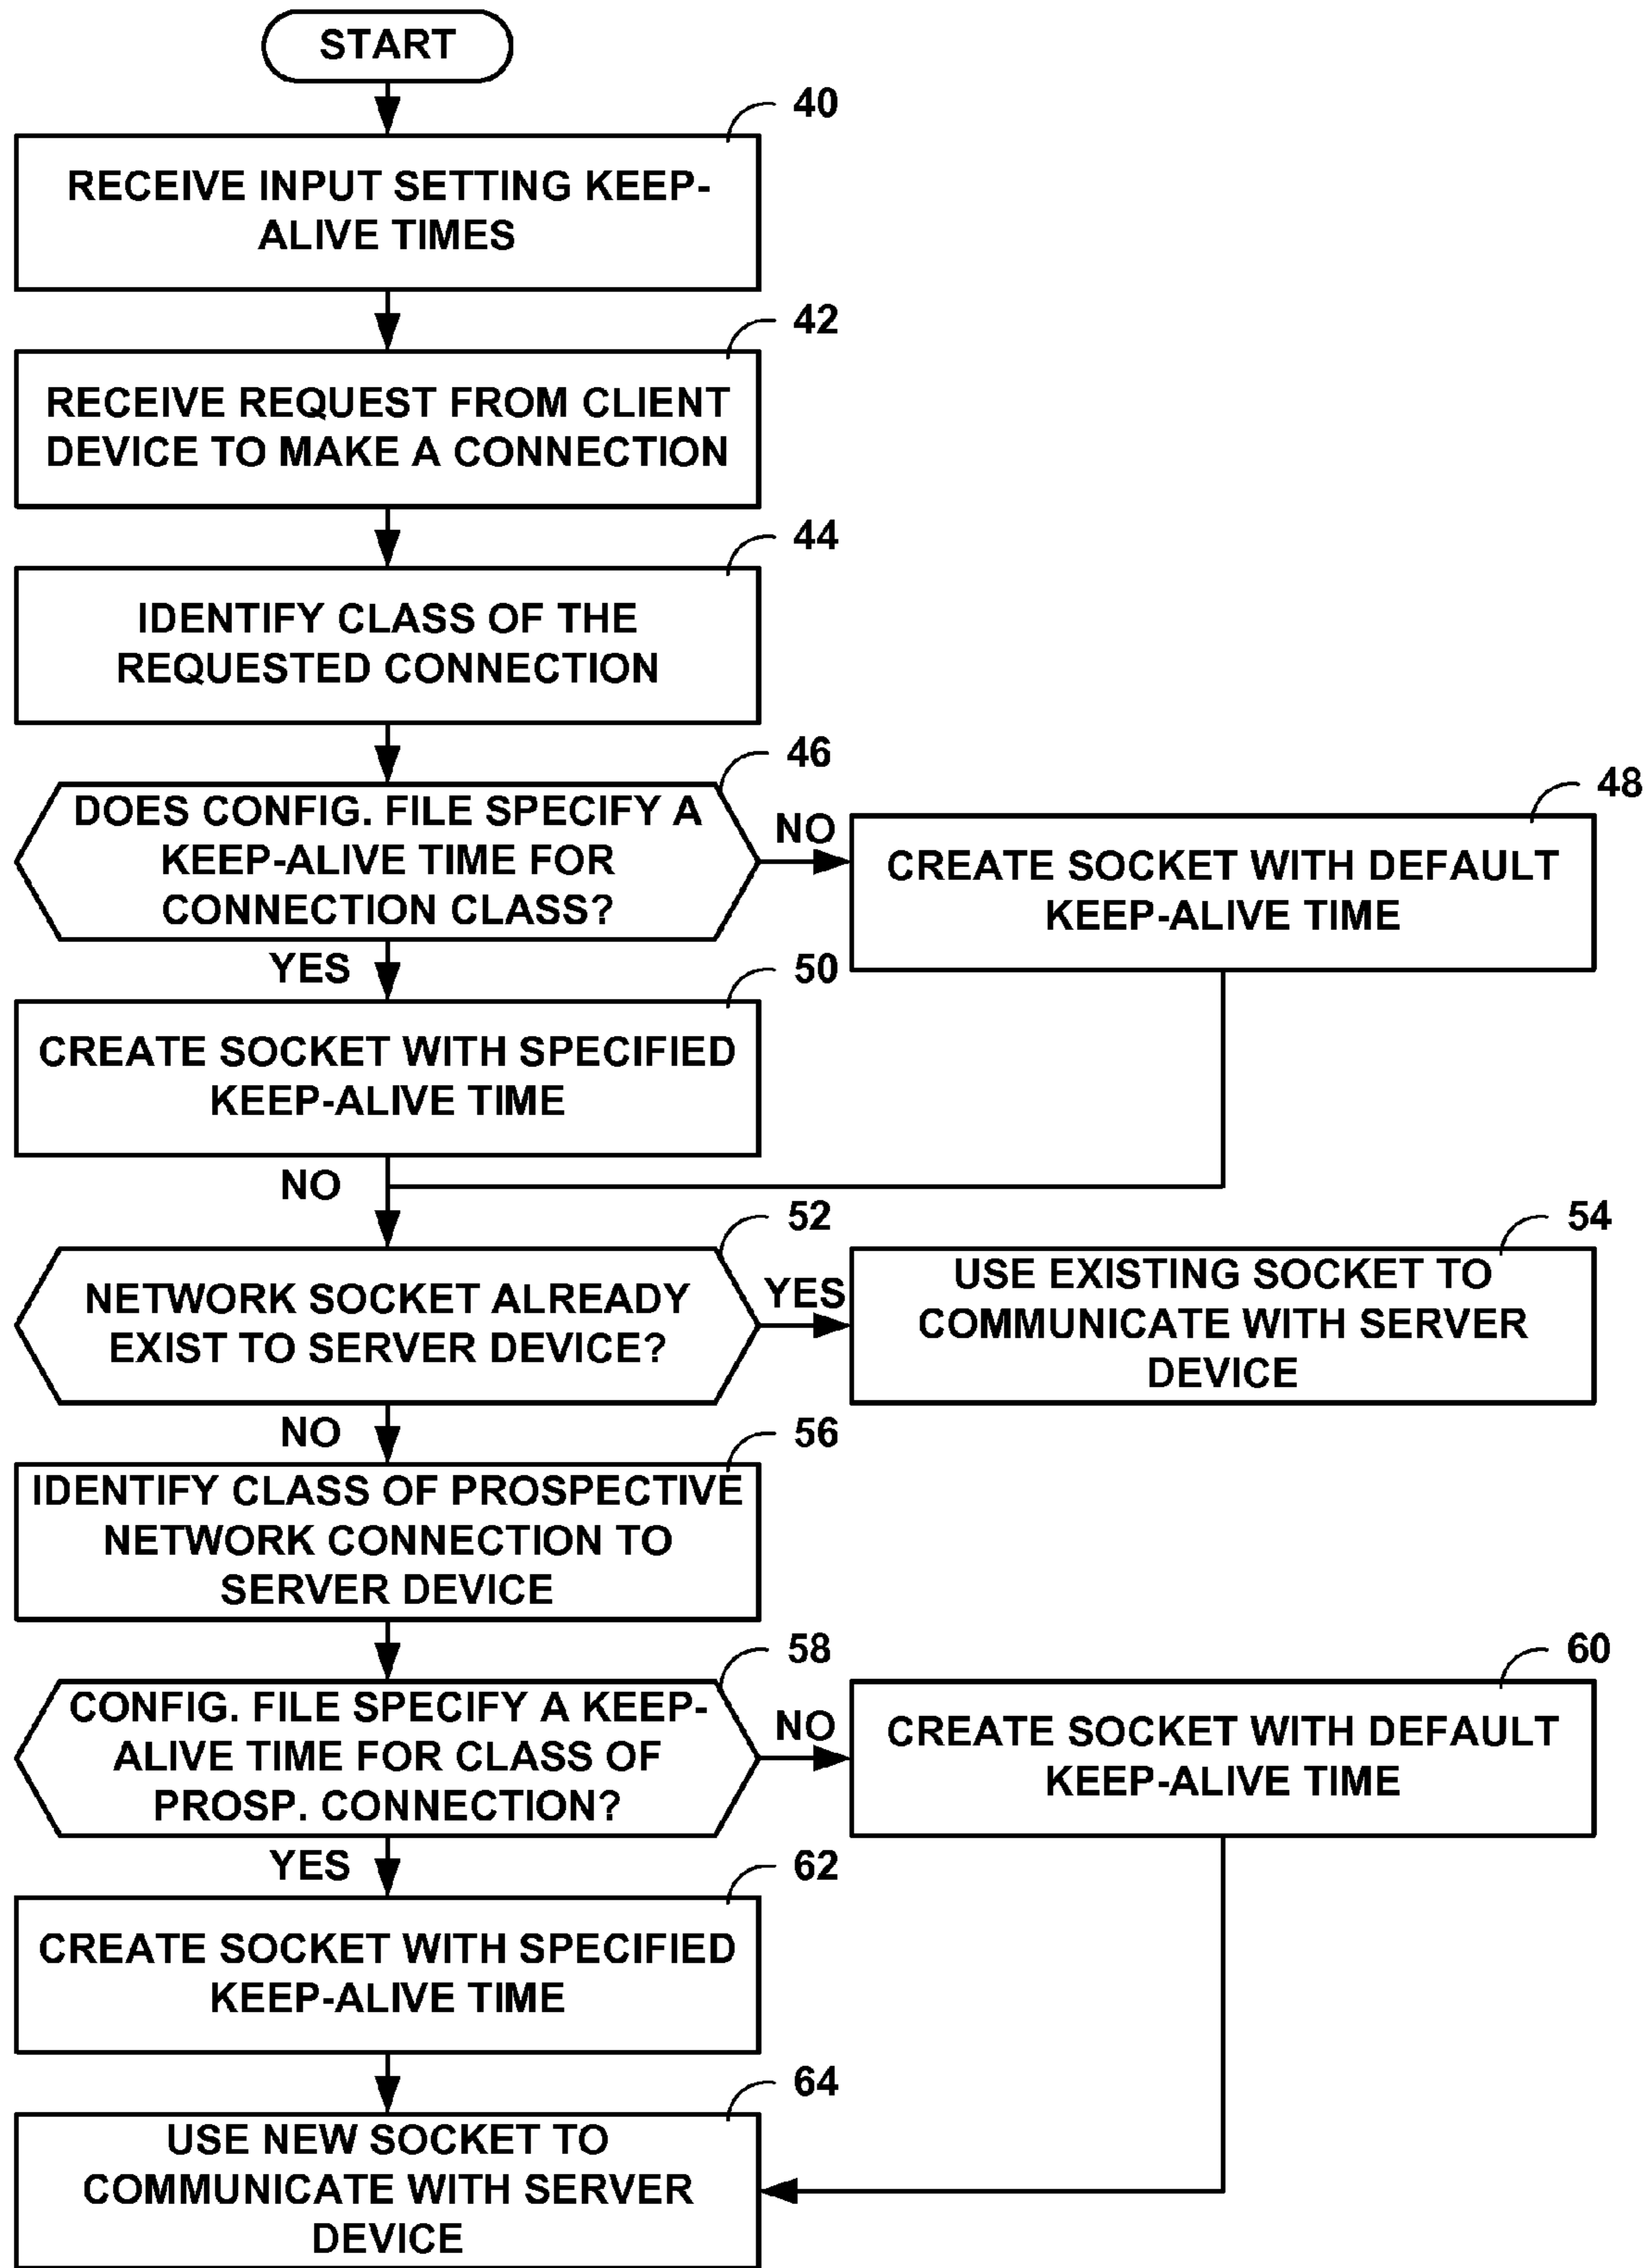 START
40
RECEIVE INPUT SETTING KEEP-
ALIVE TIMES
42
RECEIVE REQUEST FROM CLIENT
DEVICE TO MAKE A CONNECTION
44
IDENTIFY CLASS OF THE
REQUESTED CONNECTION
46
DOES CONFIG. FILE SPECIFY A
KEEP-ALIVE TIME FOR
CONNECTION CLASS?
NO
48
CREATE SOCKET WITH DEFAULT
KEEP-ALIVE TIME
YES
50
CREATE SOCKET WITH SPECIFIED
KEEP-ALIVE TIME
NO
52
NETWORK SOCKET ALREADY
EXIST TO SERVER DEVICE?
YES
54
USE EXISTING SOCKET TO
COMMUNICATE WITH SERVER
DEVICE
NO
56
IDENTIFY CLASS OF PROSPECTIVE
NETWORK CONNECTION TO
SERVER DEVICE
58
CONFIG. FILE SPECIFY A KEEP-
ALIVE TIME FOR CLASS OF
PROSP. CONNECTION?
NO
60
CREATE SOCKET WITH DEFAULT
KEEP-ALIVE TIME
YES
62
CREATE SOCKET WITH SPECIFIED
KEEP-ALIVE TIME
64
USE NEW SOCKET TO
COMMUNICATE WITH SERVER
DEVICE